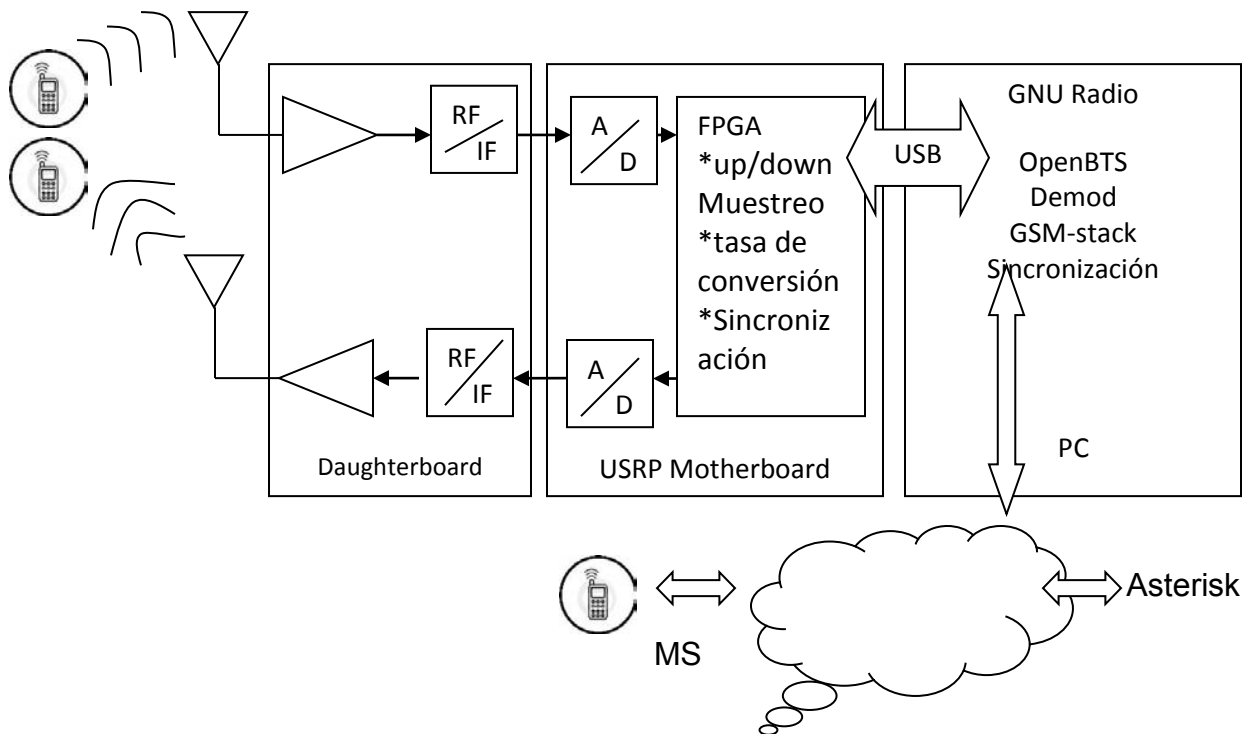 RF
IF
A
D
FPGA
*up/down
Muestreo
*tasa de
conversión
*Sincroniz
ación
USB
GNU Radio
OpenBTS
Demod
GSM-stack
Sincronización
RF
IF
A
D
Daughterboard
USRP Motherboard
PC
MS
Asterisk